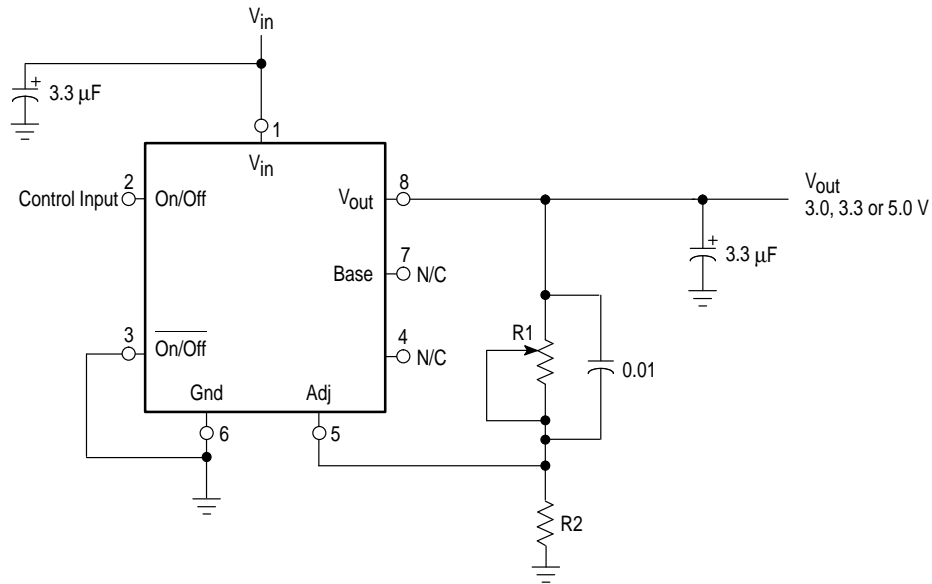 Vin
3.3 µF
1
Vin
2
Control Input
On/Off
Vout
8
Vout
3.0, 3.3 or 5.0 V
3.3 µF
7
Base
N/C
3
On/Off
4
N/C
R1
0.01
Gnd
Adj
6
5
R2